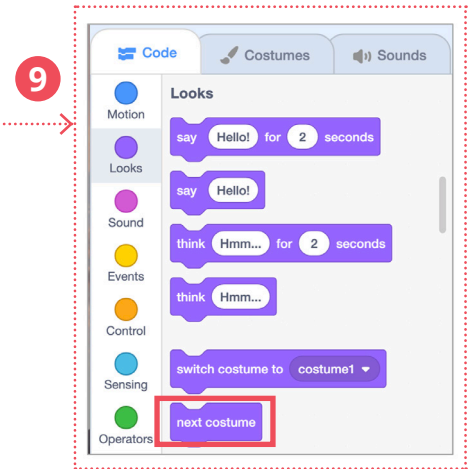 9
Code
Costumes
Sounds
Motion
Looks
Sound
Events
Control
Sensing
Operators
Looks
say Hello! for 2 seconds
say Hello!
think Hmm... for 2 seconds
think Hmm...
switch costume to costume1
next costume